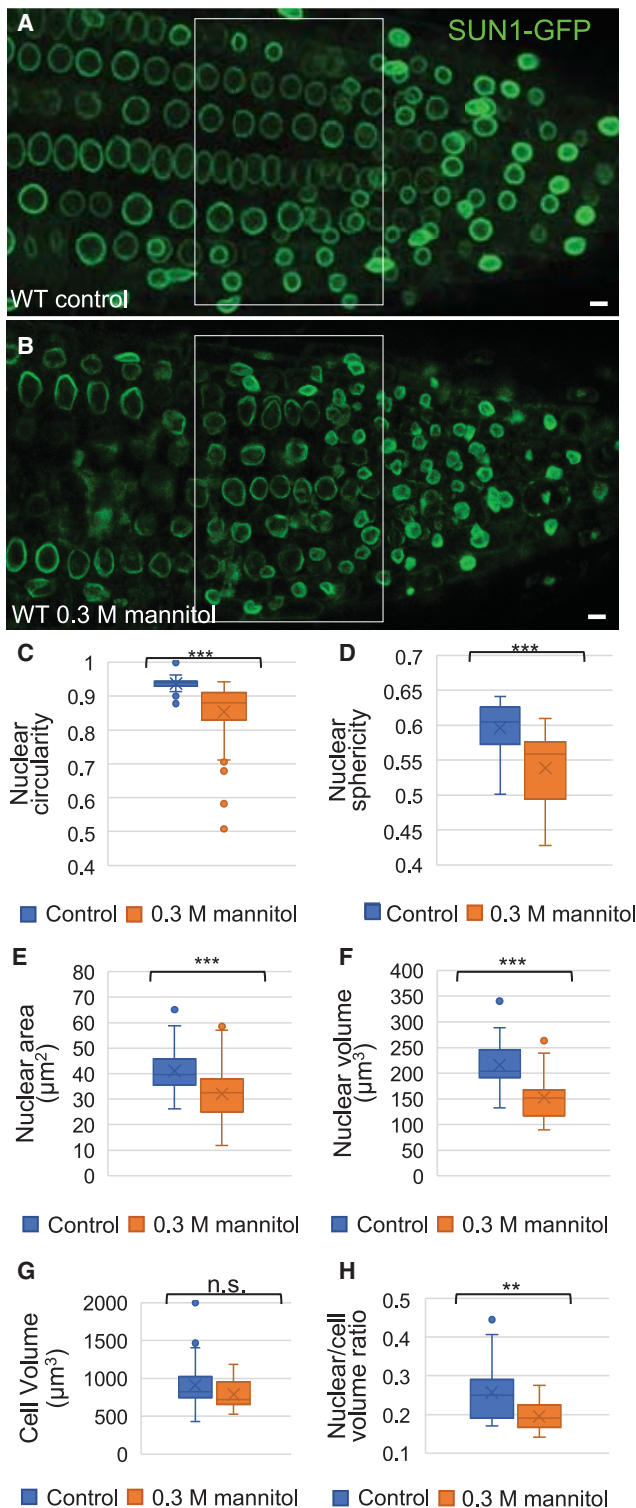 A
SUN1-GFP
WT control
B
WT 0.3 M mannitol
C
***
1
0.9
0.8
0.7
0.6
0.5
0.4
Nuclear
circularity
Control 0.3 M mannitol
D
***
0.7
0.65
0.6
0.55
0.5
0.45
0.4
Nuclear
sphericity
Control 0.3 M mannitol
E
***
80
70
60
50
40
30
20
10
0
Nuclear area
(µm²)
Control 0.3 M mannitol
F
***
400
350
300
250
200
150
100
50
0
Nuclear volume
(µm³)
Control 0.3 M mannitol
G
n.s.
2000
1500
1000
500
0
Cell Volume
(µm³)
Control 0.3 M mannitol
H
**
0.5
0.4
0.3
0.2
0.1
Nuclear/cell
volume ratio
Control 0.3 M mannitol